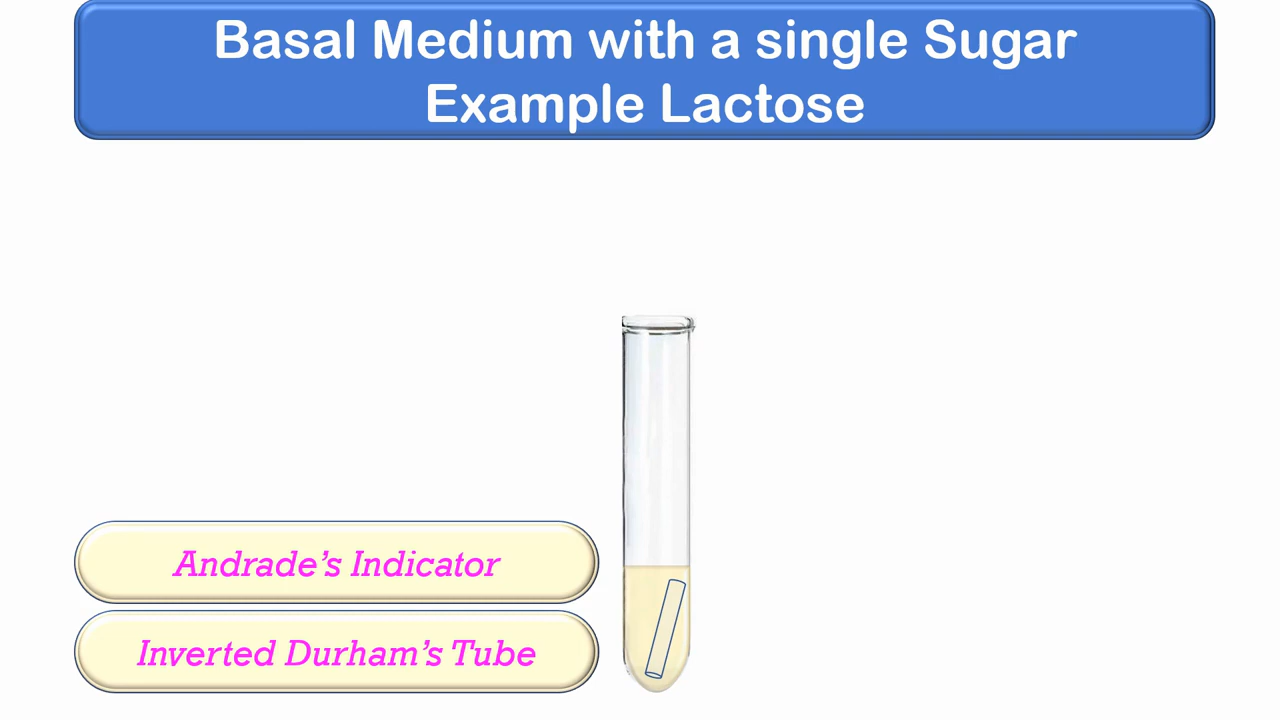 Basal Medium with a single Sugar
Example Lactose
Andrade’s Indicator
Inverted Durham’s Tube